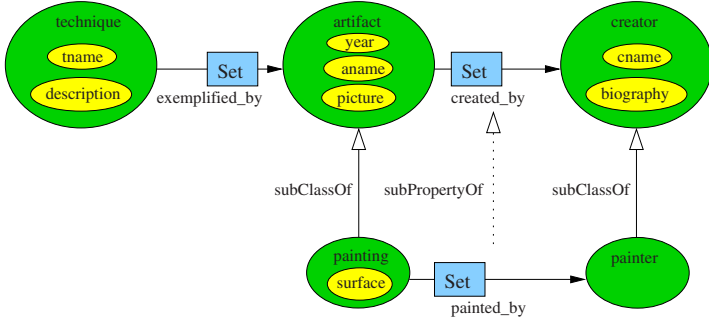 technique
artifact
creator
tname
year
cname
Set
aname
Set
description
picture
biography
exemplified_by
created_by
subClassOf
subPropertyOf
subClassOf
painting
painter
surface
Set
painted_by